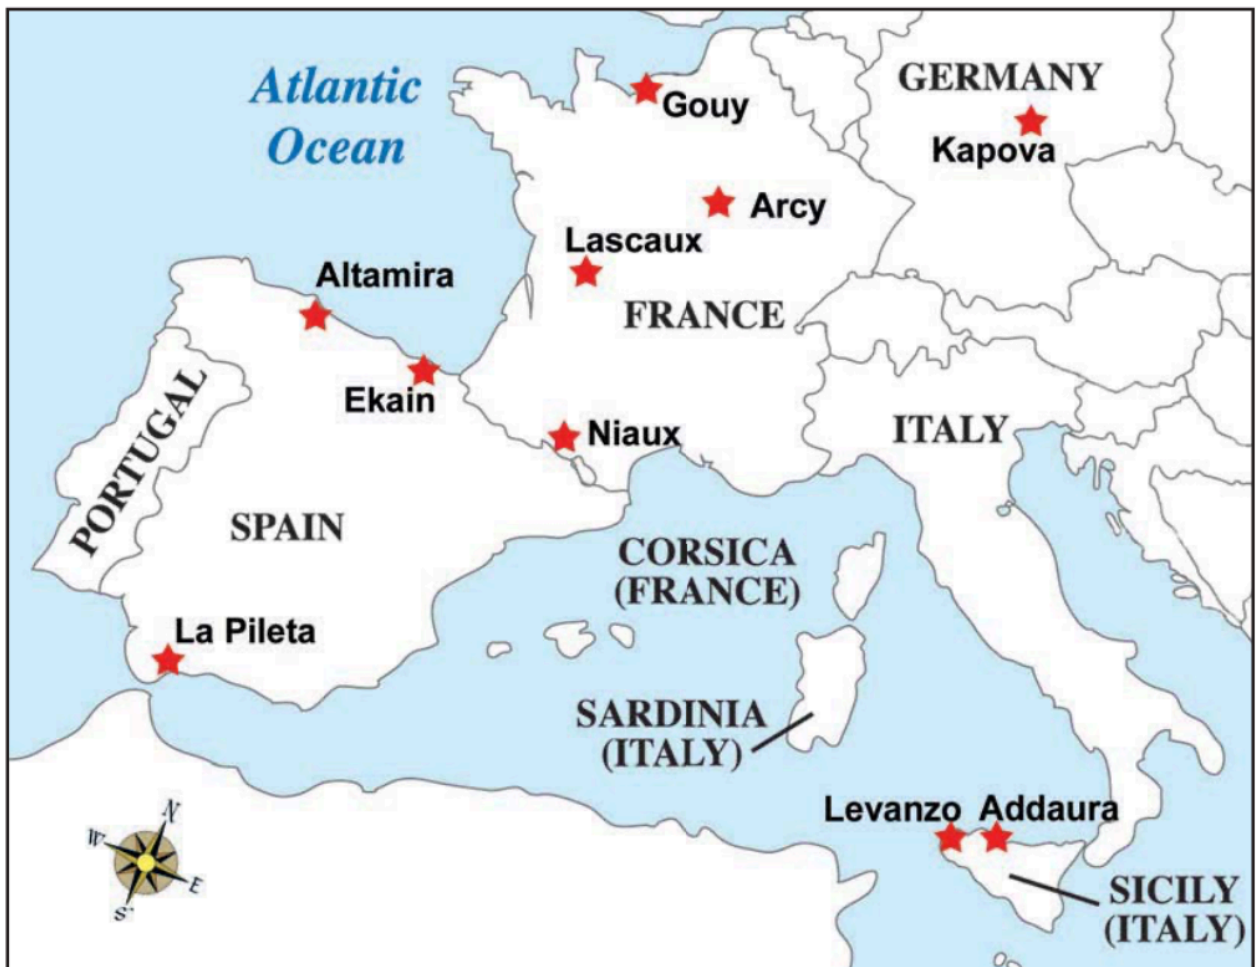 Atlantic
Ocean
GERMANY
Kapova
Gouy
Arcy
Lascaux
FRANCE
Altamira
Ekain
Niaux
ITALY
PORTUGAL
SPAIN
CORSICA
(FRANCE)
La Pileta
SARDINIA
(ITALY)
Levanzo
Addaura
SICILY
(ITALY)
N
W
E
S